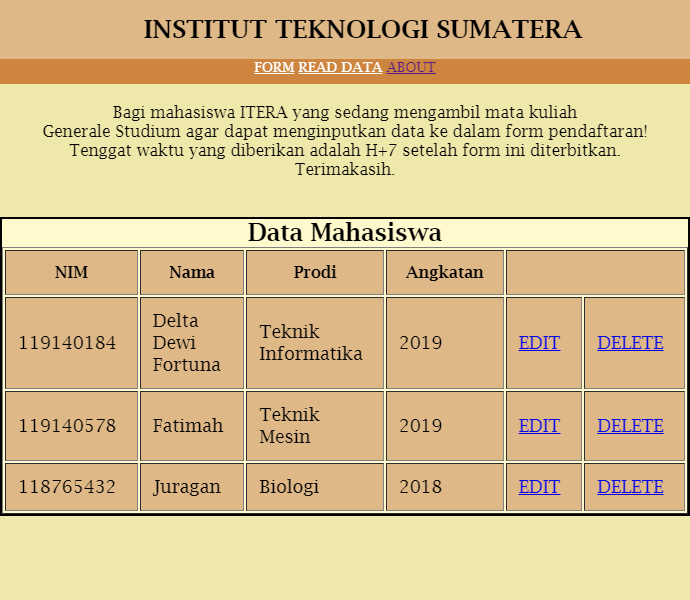 INSTITUT TEKNOLOGI SUMATERA
FORM READ DATA ABOUT
Bagi mahasiswa ITERA yang sedang mengambil mata kuliah
Generale Studium agar dapat menginputkan data ke dalam form pendaftaran!
Tenggat waktu yang diberikan adalah H+7 setelah form ini diterbitkan.
Terimakasih.
Data Mahasiswa
NIM Nama Prodi Angkatan
119140184 Delta Dewi Fortuna Teknik Informatika 2019 EDIT DELETE
119140578 Fatimah Teknik Mesin 2019 EDIT DELETE
118765432 Juragan Biologi 2018 EDIT DELETE